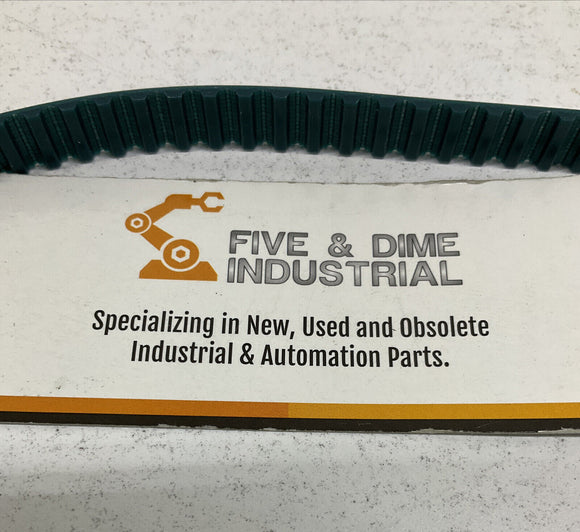 FIVE & DIME
INDUSTRIAL
Specializing in New, Used and Obsolete
Industrial & Automation Parts.